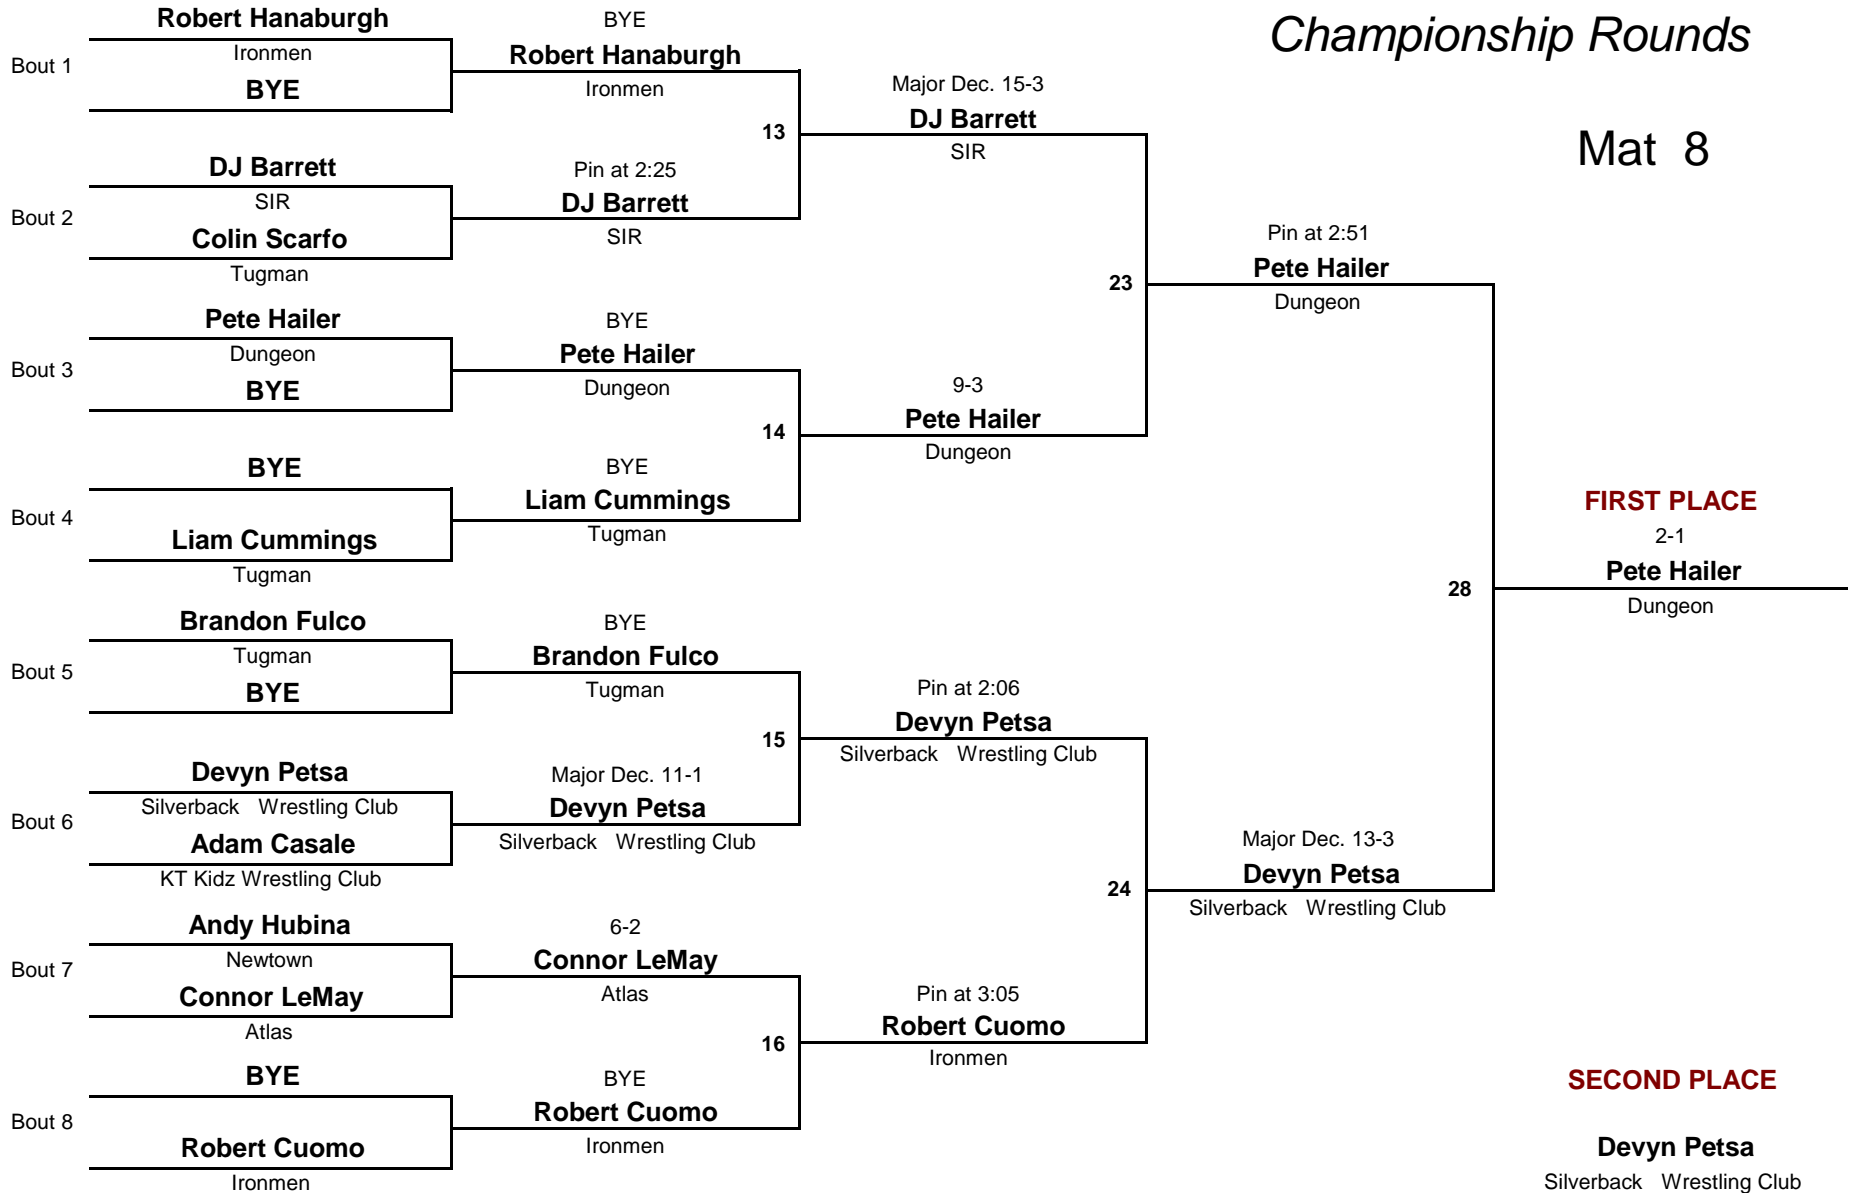 Championship Rounds
Mat 8
Bout 1
Robert Hanaburgh
Ironmen
BYE
Bout 2
DJ Barrett
SIR
Colin Scarfo
Tugman
Bout 3
Pete Hailer
Dungeon
BYE
Bout 4
BYE
Liam Cummings
Tugman
Bout 5
Brandon Fulco
Tugman
BYE
Bout 6
Devyn Petsa
Silverback Wrestling Club
Adam Casale
KT Kidz Wrestling Club
Bout 7
Andy Hubina
Newtown
Connor LeMay
Atlas
Bout 8
BYE
Robert Cuomo
Ironmen
BYE
Robert Hanaburgh
Ironmen
13
Pin at 2:25
DJ Barrett
SIR
BYE
Pete Hailer
Dungeon
14
BYE
Liam Cummings
Tugman
BYE
Brandon Fulco
Tugman
15
Major Dec. 11-1
Devyn Petsa
Silverback Wrestling Club
6-2
Connor LeMay
Atlas
16
BYE
Robert Cuomo
Ironmen
Major Dec. 15-3
DJ Barrett
SIR
23
9-3
Pete Hailer
Dungeon
Pin at 2:06
Devyn Petsa
Silverback Wrestling Club
24
Pin at 3:05
Robert Cuomo
Ironmen
Pin at 2:51
Pete Hailer
Dungeon
28
Major Dec. 13-3
Devyn Petsa
Silverback Wrestling Club
FIRST PLACE
2-1
Pete Hailer
Dungeon
SECOND PLACE
Devyn Petsa
Silverback Wrestling Club